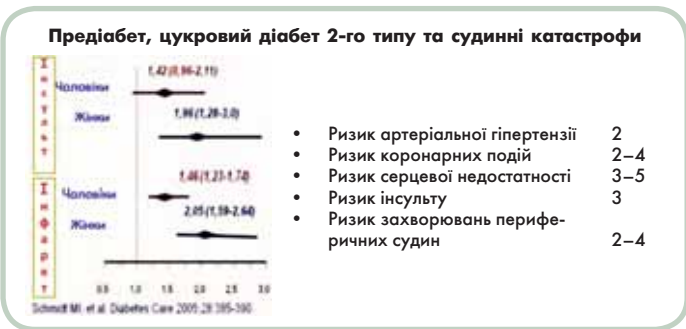 Предіабет, цукровий діабет 2-го типу та судинні катастрофи
Інсульт
Чоловіки
1,42 (0,96-2,11)
Жінки
1,96 (1,28-3,0)
Інфаркт
Чоловіки
1,46 (1,23-1,74)
Жінки
2,05 (1,59-2,64)
0.5 1.0 1.5 2.0 2.5 3.0
Schmidt MI. et al. Diabetes Care 2005;28:385-390.
• Ризик артеріальної гіпертензії 2
• Ризик коронарних подій 2–4
• Ризик серцевої недостатності 3–5
• Ризик інсульту 3
• Ризик захворювань перифе-
ричних судин 2–4